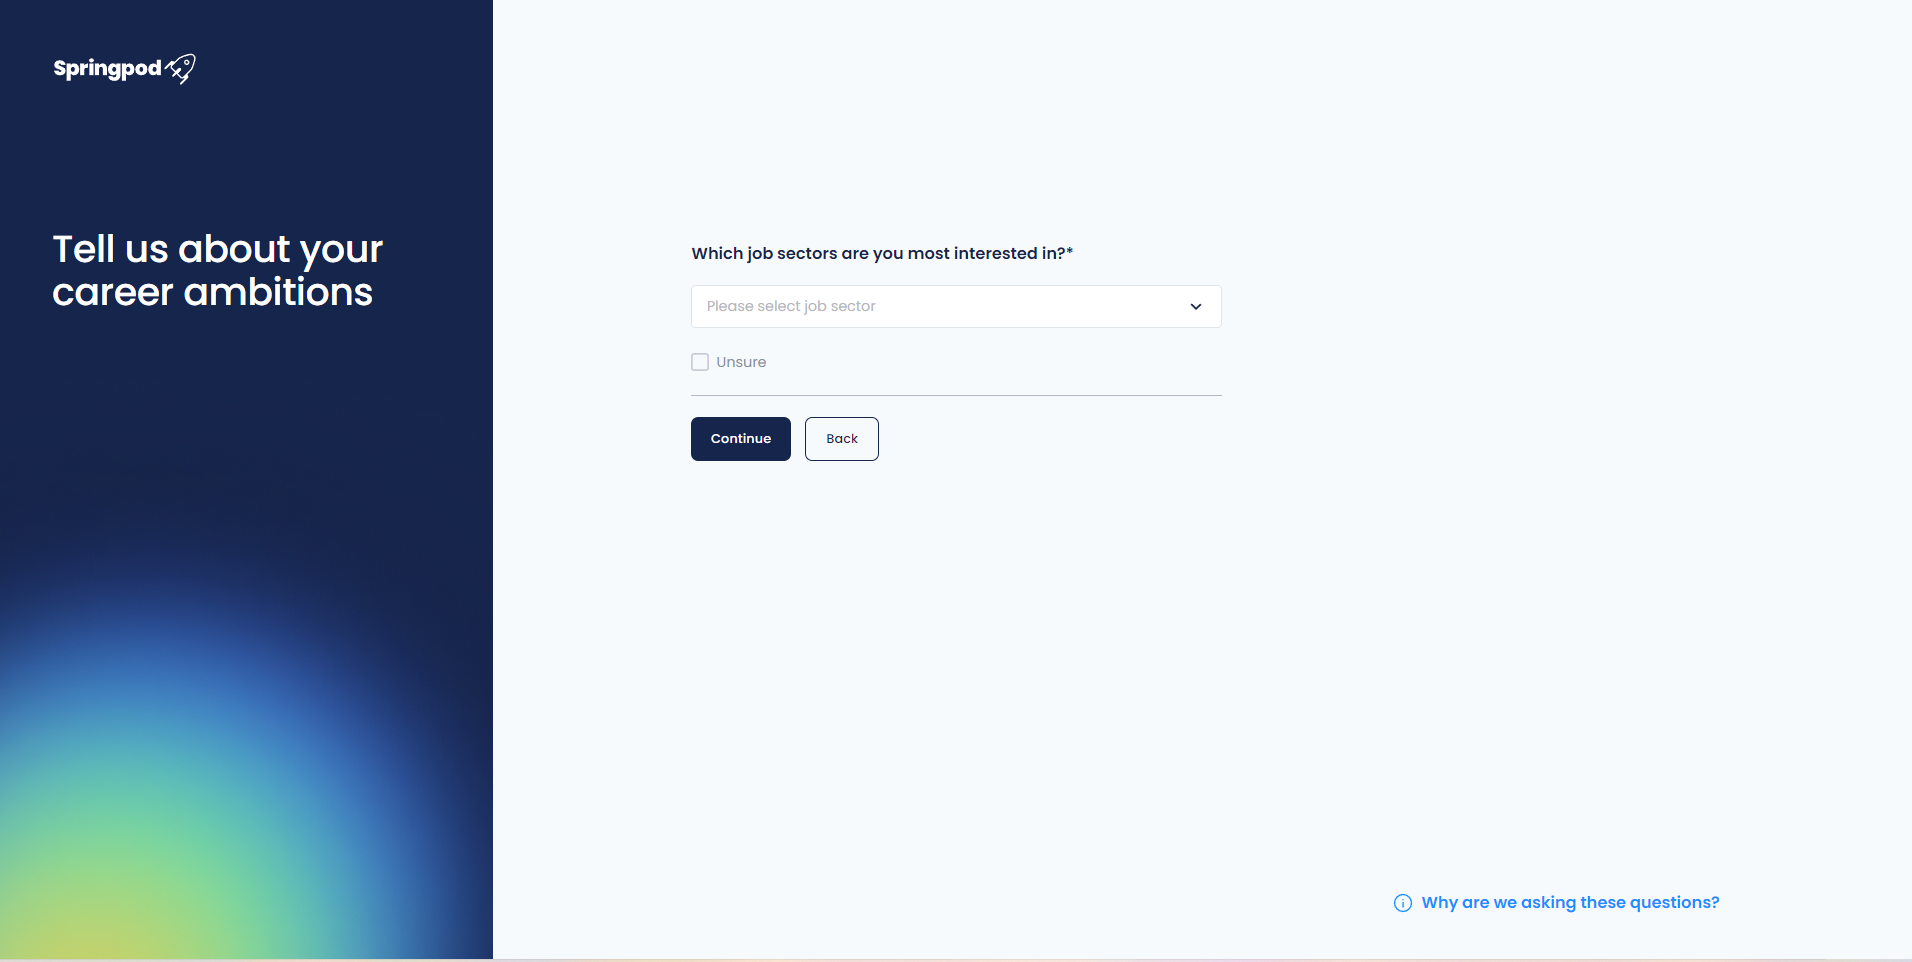 Springpod
Tell us about your
career ambitions
Which job sectors are you most interested in?*
Please select job sector
Unsure
Continue
Back
Why are we asking these questions?